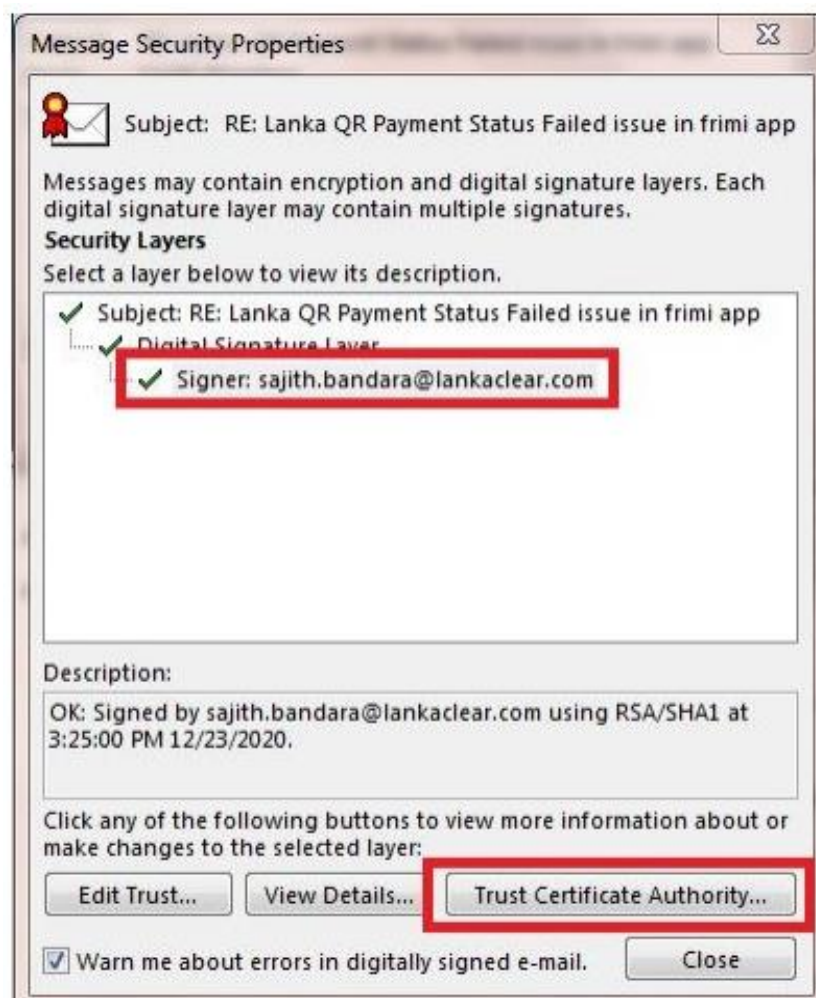 Message Security Properties
Subject: RE: Lanka QR Payment Status Failed issue in frimi app
Messages may contain encryption and digital signature layers. Each
digital signature layer may contain multiple signatures.
Security Layers
Select a layer below to view its description.
Subject: RE: Lanka QR Payment Status Failed issue in frimi app
Digital Signature Layer
Signer: sajith.bandara@lankaclear.com
Description:
OK: Signed by sajith.bandara@lankaclear.com using RSA/SHA1 at
3:25:00 PM 12/23/2020.
Click any of the following buttons to view more information about or
make changes to the selected layer:
Edit Trust... View Details... Trust Certificate Authority...
Warn me about errors in digitally signed e-mail. Close